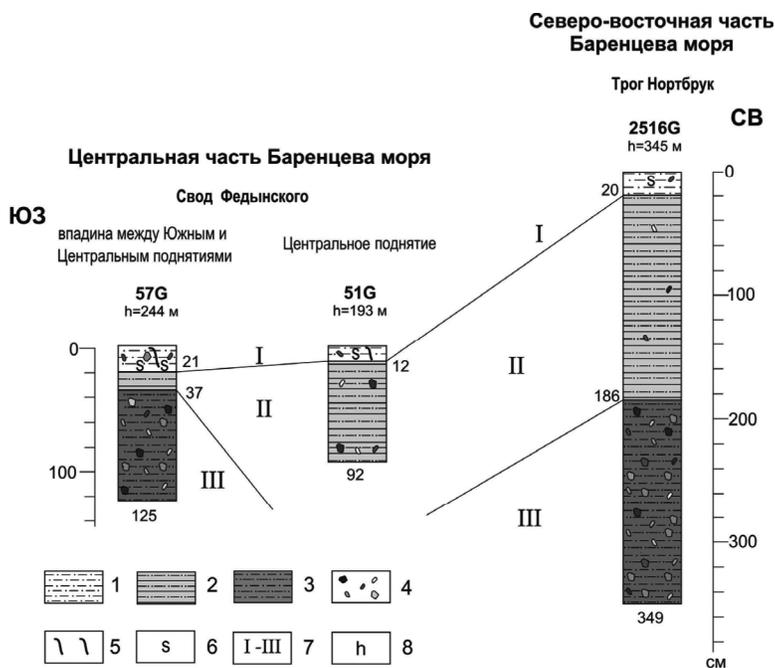 Северо-восточная часть
Баренцева моря
Трог Нортбрук
2516G
h=345 м
СВ
Центральная часть Баренцева моря
Свод Федынского
ЮЗ
впадина между Южным и
Центральным поднятиями
Центральное поднятие
57G
h=244 м
51G
h=193 м
0
100
21
37
125
S
S
S
12
92
S
20
186
349
I
I
II
II
III
III
0
100
200
300
см
1
2
3
4
5
S
6
I -III
7
h
8